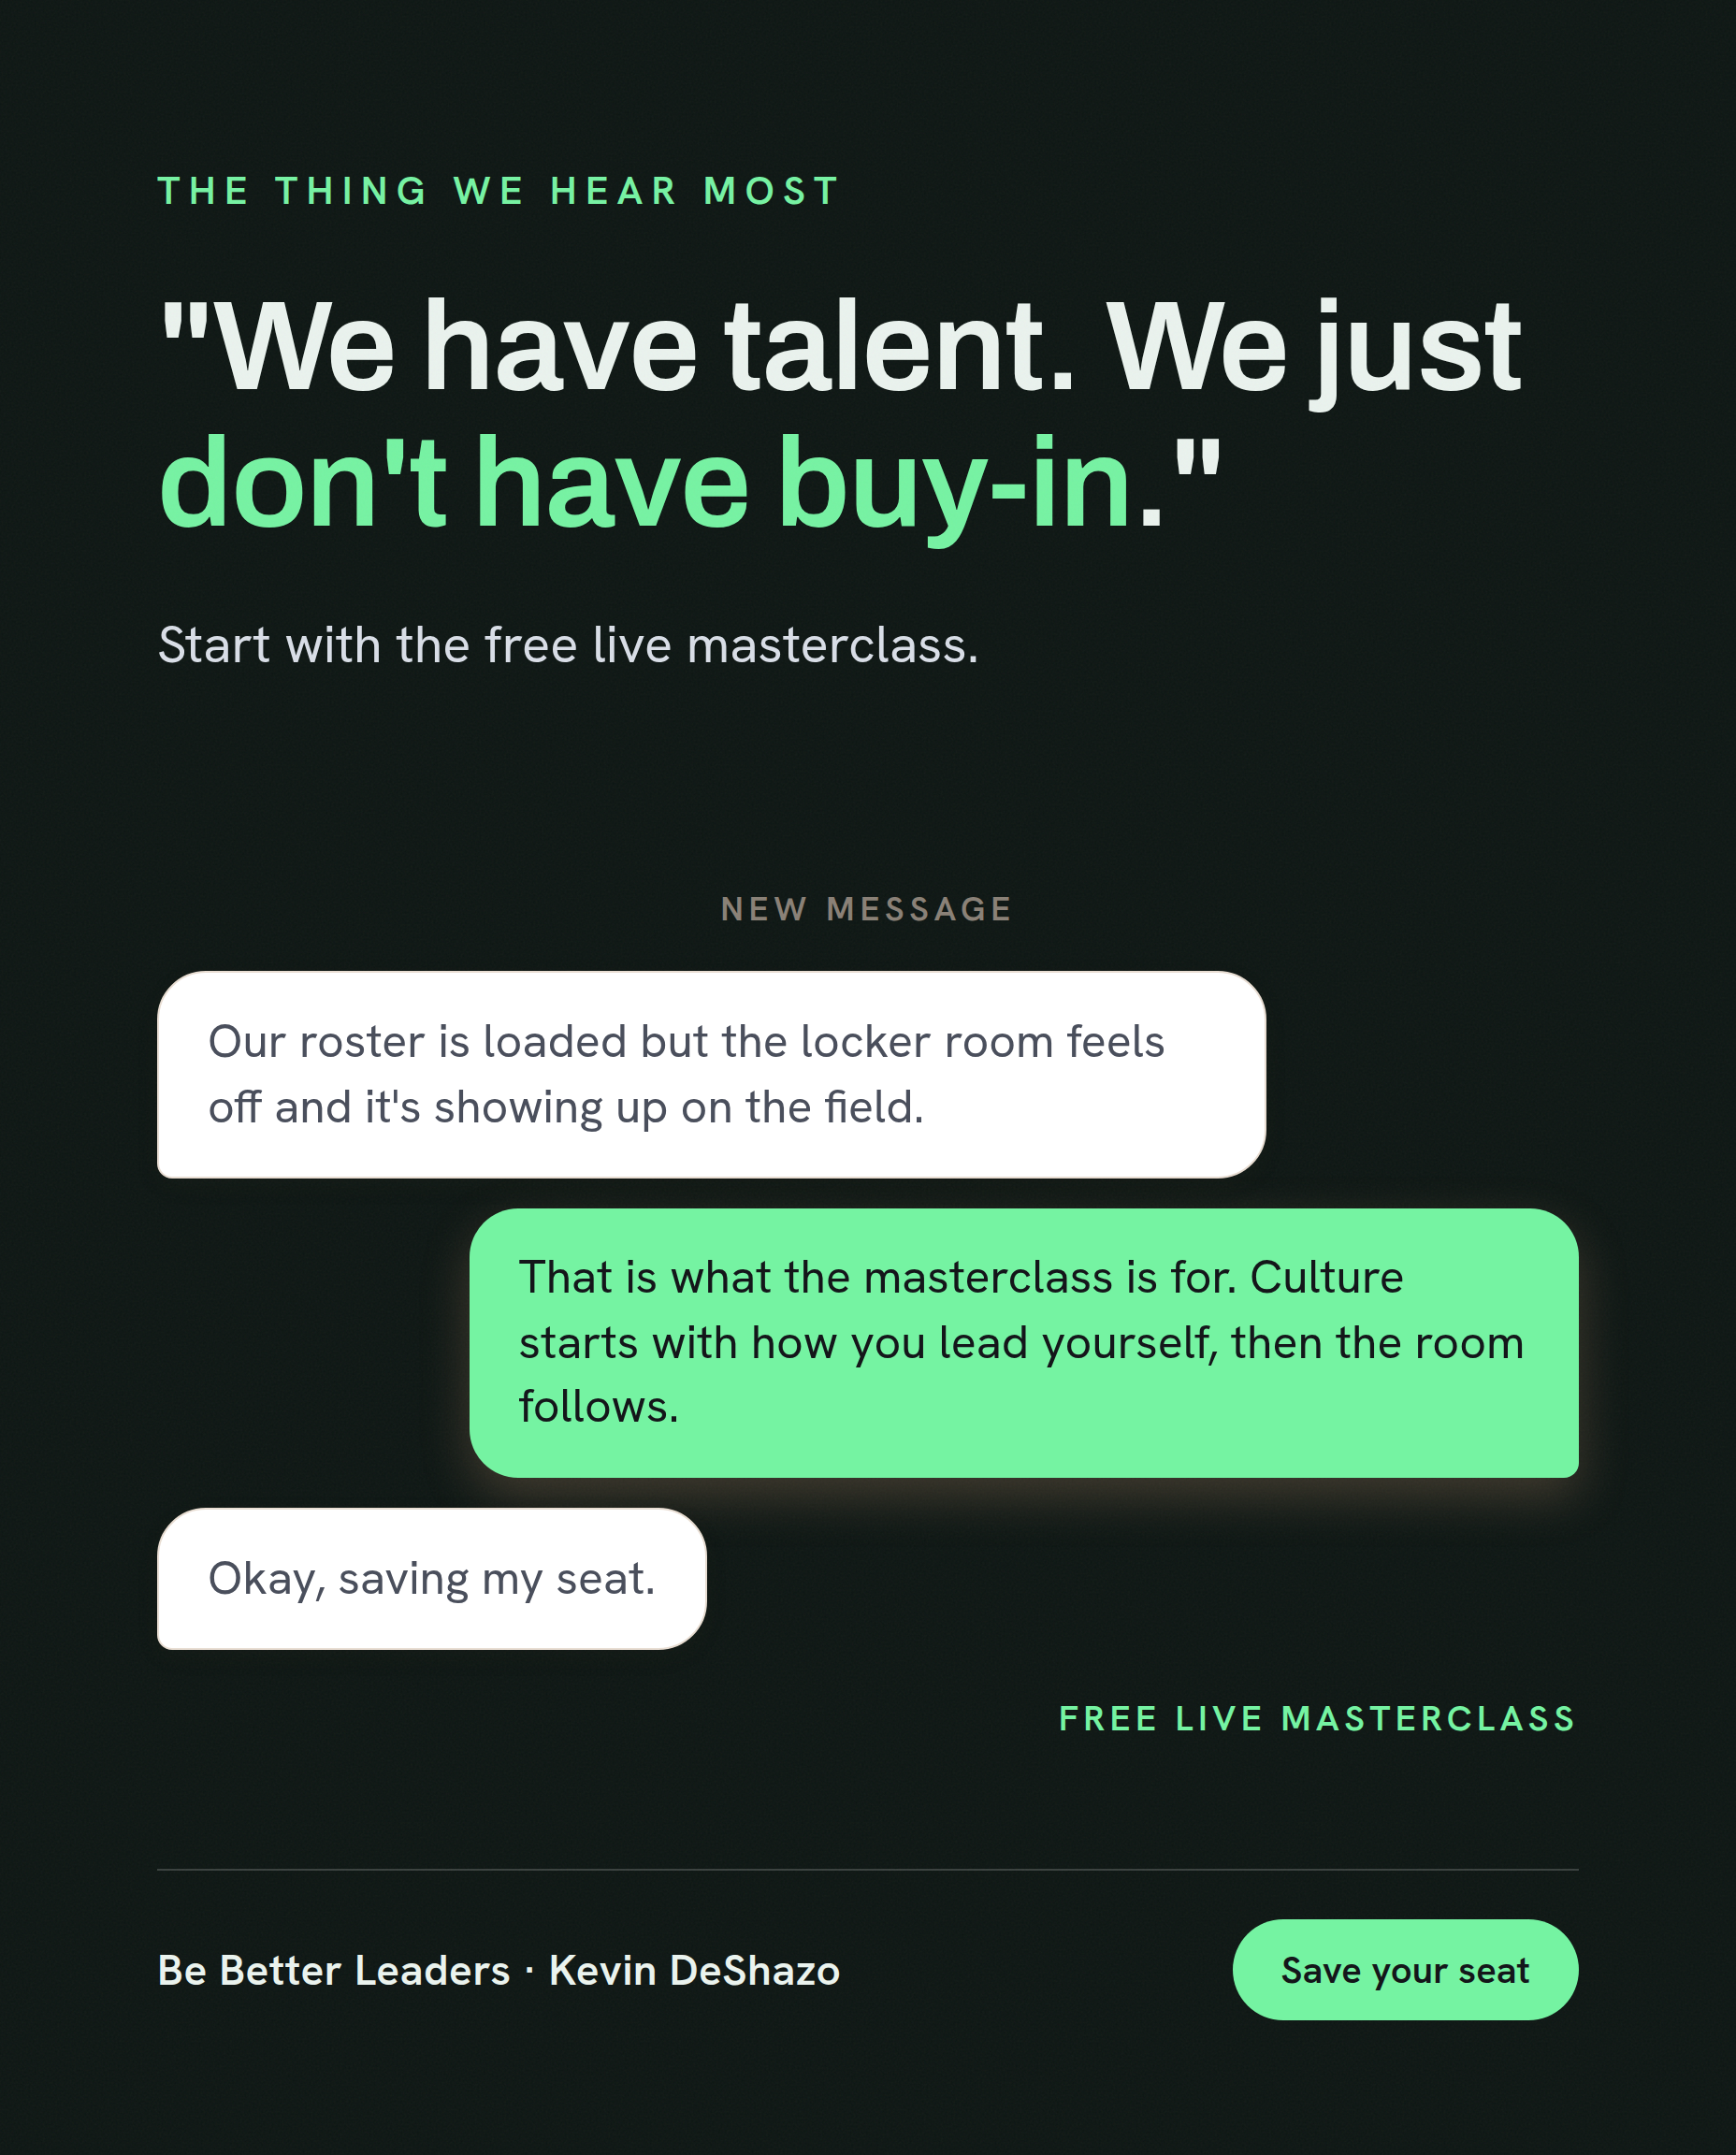 THE THING WE HEAR MOST
"We have talent. We just
don't have buy-in."
Start with the free live masterclass.
NEW MESSAGE
Our roster is loaded but the locker room feels
off and it's showing up on the field.
That is what the masterclass is for. Culture
starts with how you lead yourself, then the room
follows.
Okay, saving my seat.
FREE LIVE MASTERCLASS
Be Better Leaders · Kevin DeShazo
Save your seat